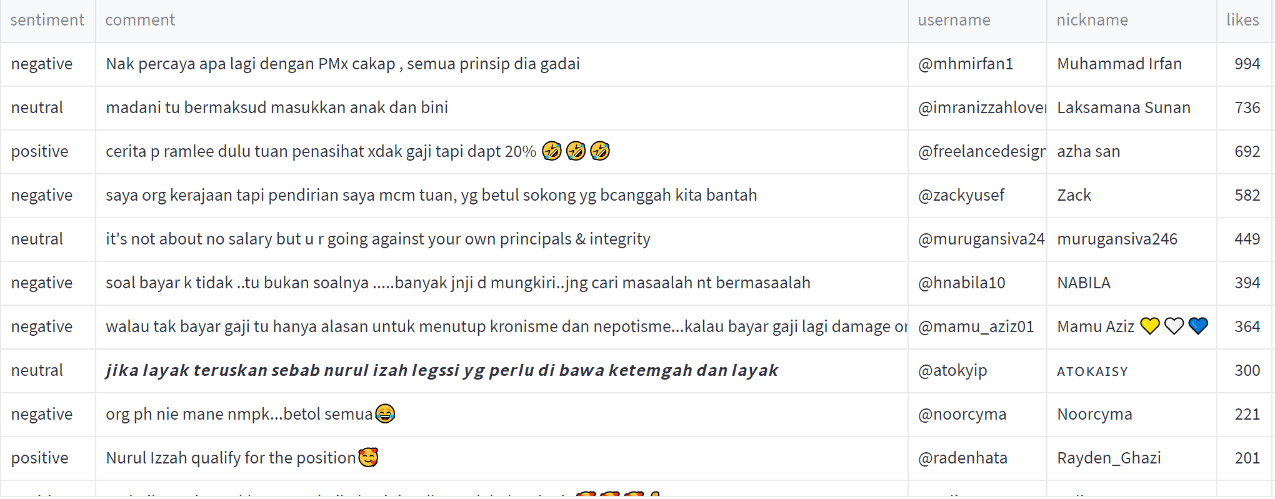 sentiment comment username nickname likes
negative Nak percaya apa lagi dengan PMx cakap , semua prinsip dia gadai @mhmirfan1 Muhammad Irfan 994
neutral madani tu bermaksud masukkan anak dan bini @imranizzahlover Laksamana Sunan 736
positive cerita p ramlee dulu tuan penasihat xdak gaji tapi dapt 20% 🤣🤣🤣 @freelancedesign azha san 692
negative saya org kerajaan tapi pendirian saya mcm tuan, yg betul sokong yg bcanggah kita bantah @zackyusef Zack 582
neutral it's not about no salary but u r going against your own principals & integrity @murugansiva24 murugansiva246 449
negative soal bayar k tidak ..tu bukan soalnya .....banyak jnji d mungkiri..jng cari masaalah nt bermasaalah @hnabila10 NABILA 394
negative walau tak bayar gaji tu hanya alasan untuk menutup kronisme dan nepotisme...kalau bayar gaji lagi damage @mamu_aziz01 Mamu Aziz 💛🤍💙 364
neutral jika layak teruskan sebab nurul izah legssi yg perlu di bawa ketemgah dan layak @atokyip ᴀᴛᴏᴋᴀɪsʏ 300
negative org ph nie mane nmpk...betol semua😂 @noorcyma Noorcyma 221
positive Nurul Izzah qualify for the position🥰 @radenhata Rayden_Ghazi 201